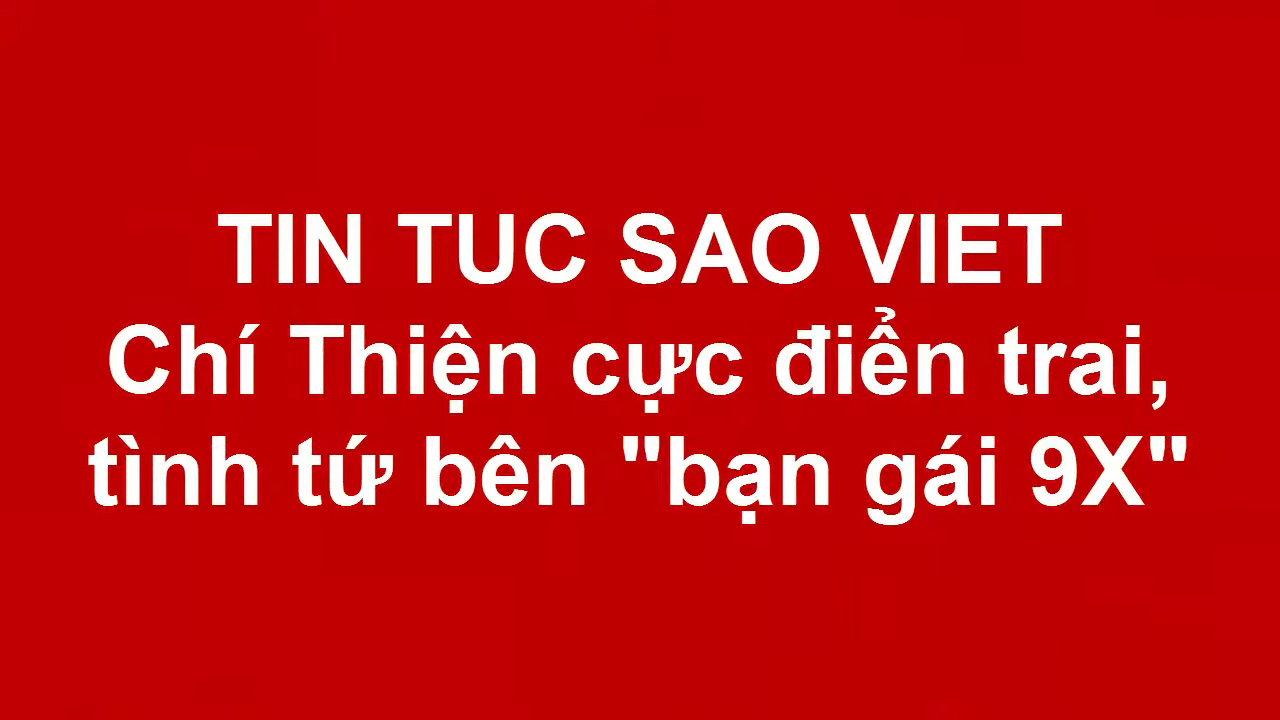 TIN TUC SAO VIET
Chí Thiện cực điển trai,
tình tứ bên "bạn gái 9X"